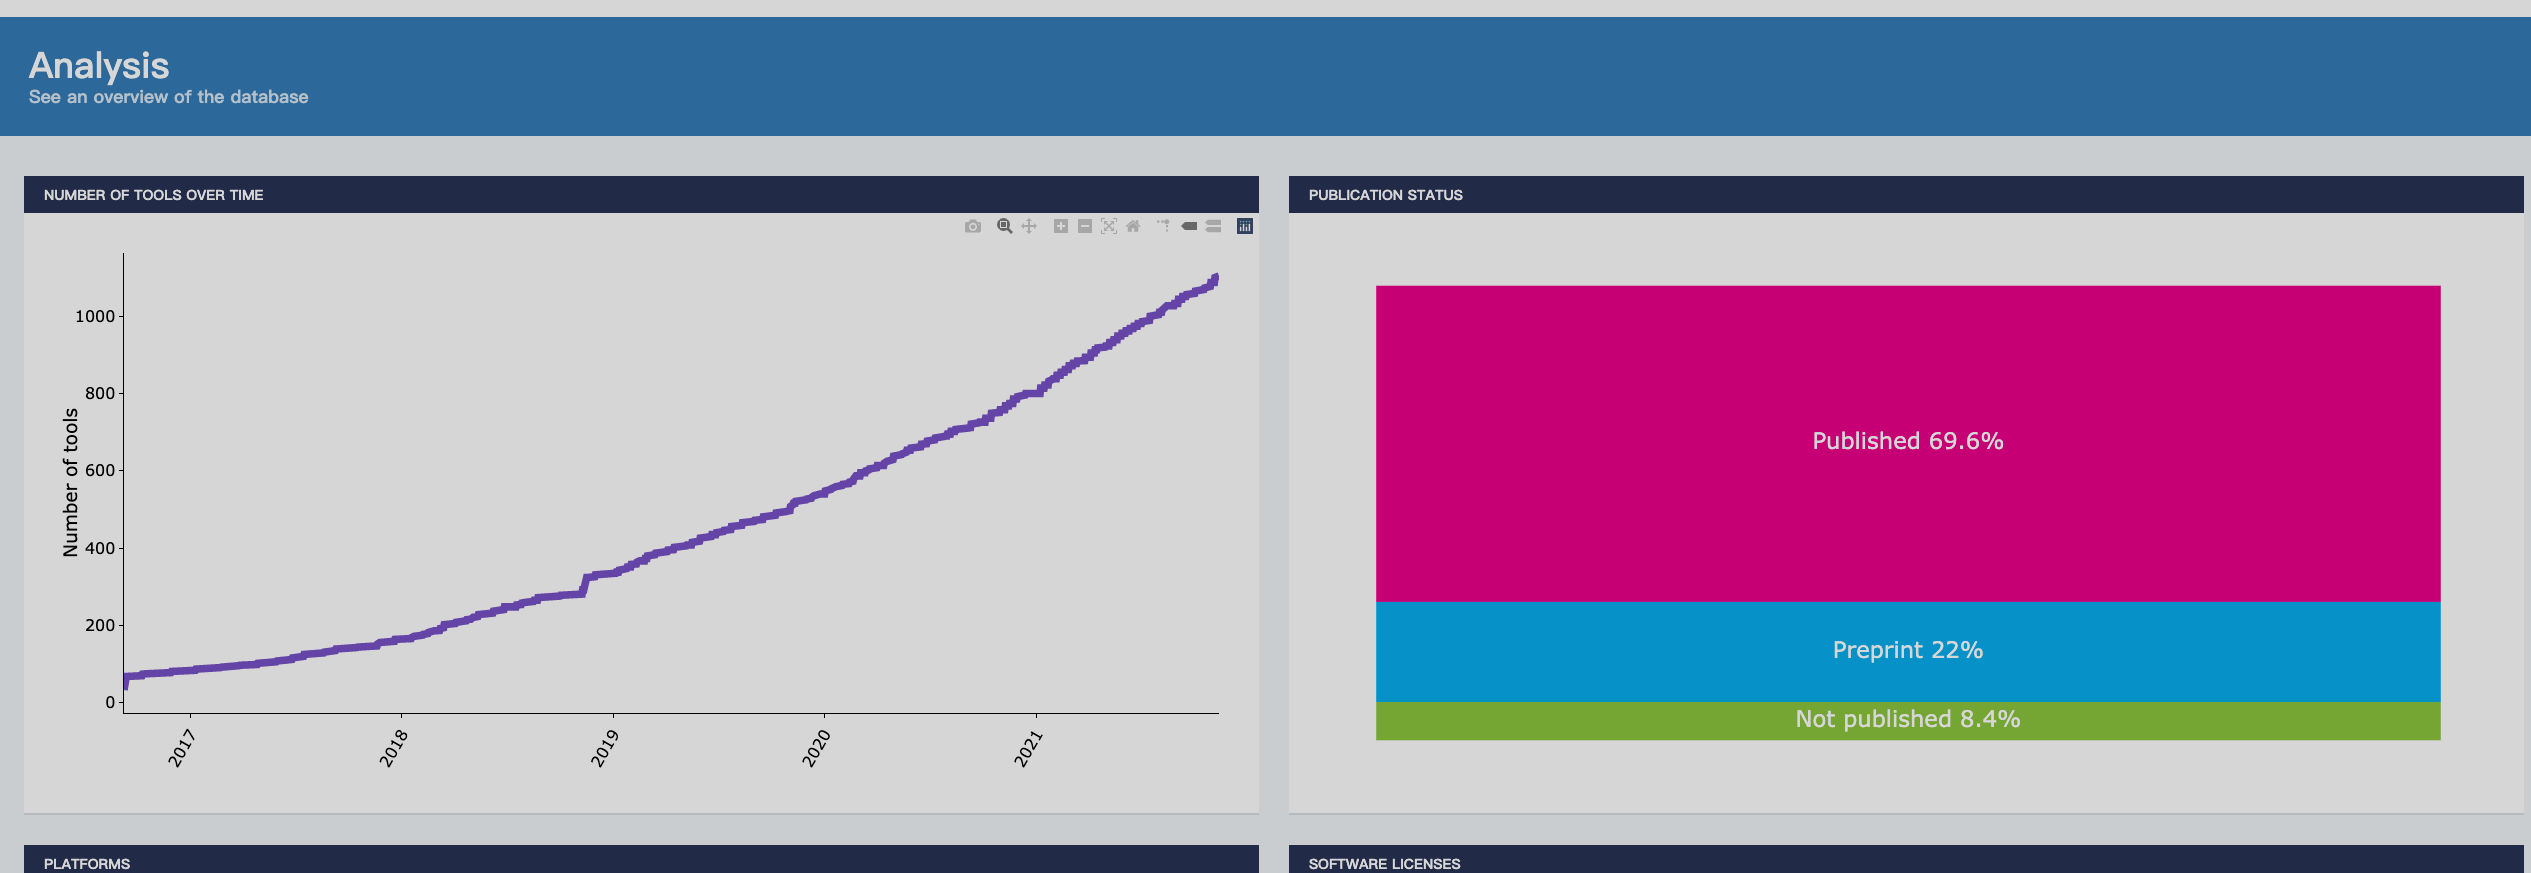 Analysis
See an overview of the database
NUMBER OF TOOLS OVER TIME
Number of tools
1000
800
600
400
200
0
2017
2018
2019
2020
2021
PUBLICATION STATUS
Published 69.6%
Preprint 22%
Not published 8.4%
PLATFORMS
SOFTWARE LICENSES